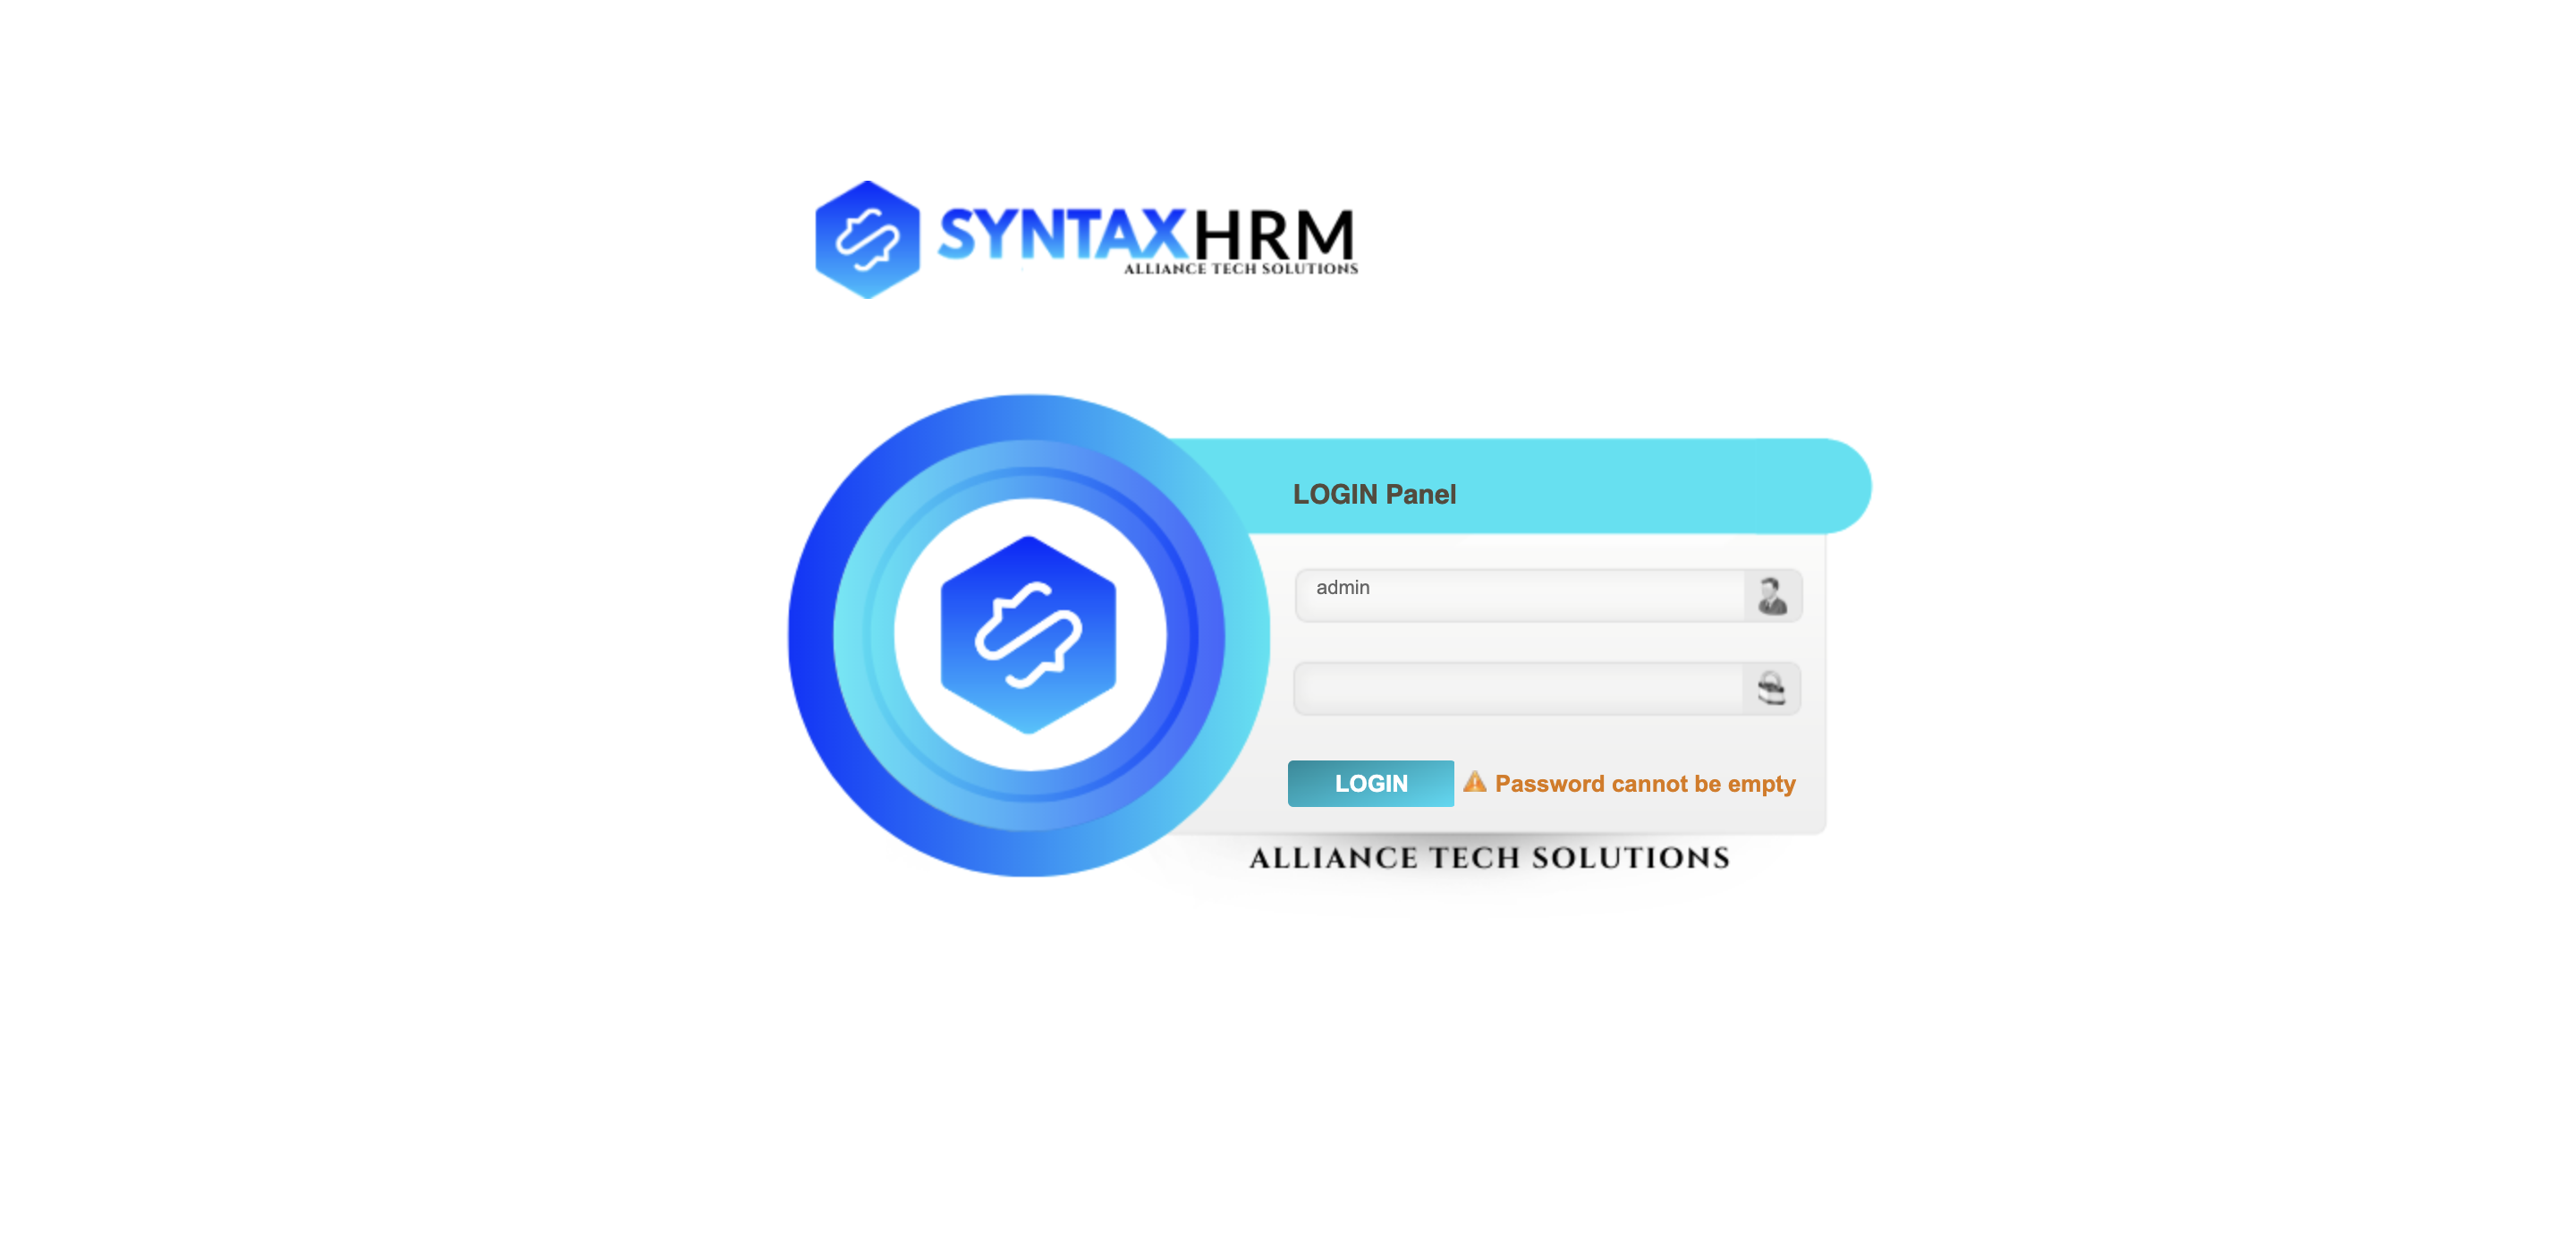 SYNTAXHRM
ALLIANCE TECH SOLUTIONS
LOGIN Panel
admin
LOGIN
Password cannot be empty
ALLIANCE TECH SOLUTIONS